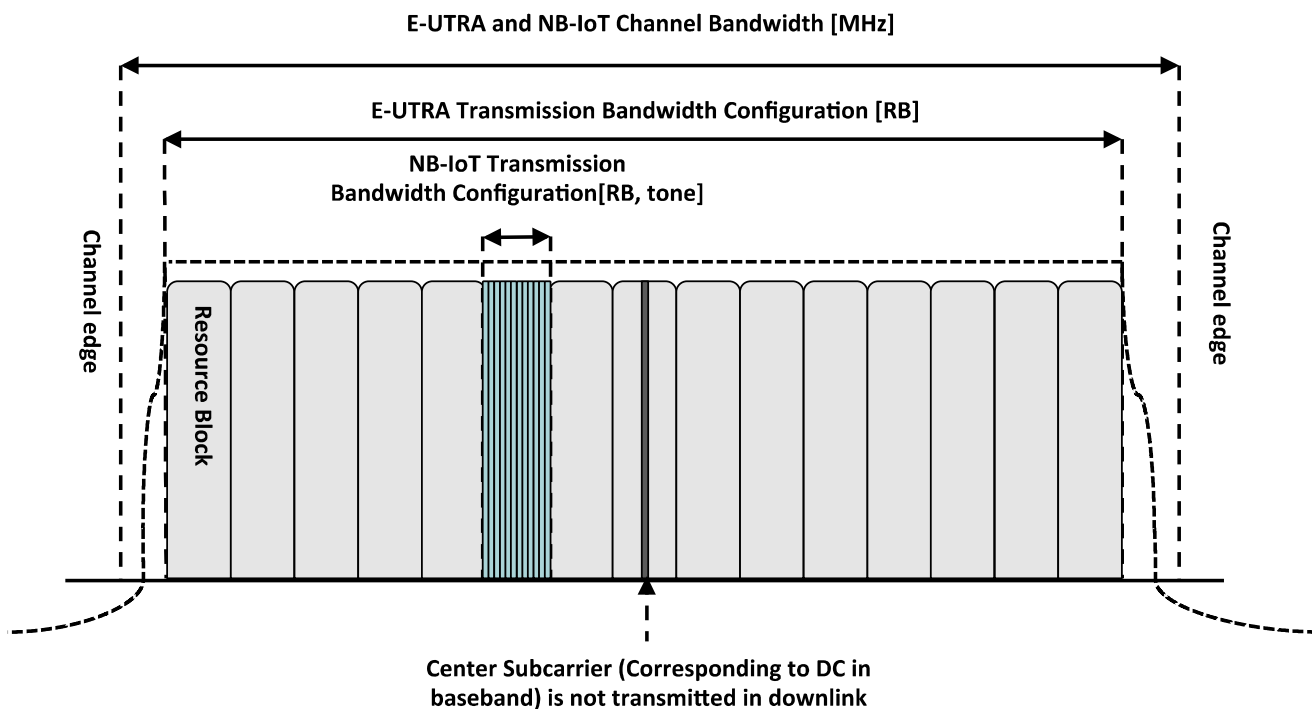 E-UTRA and NB-IoT Channel Bandwidth [MHz]
E-UTRA Transmission Bandwidth Configuration [RB]
NB-IoT Transmission
Bandwidth Configuration[RB, tone]
Channel edge
Channel edge
Resource Block
Center Subcarrier (Corresponding to DC in
baseband) is not transmitted in downlink